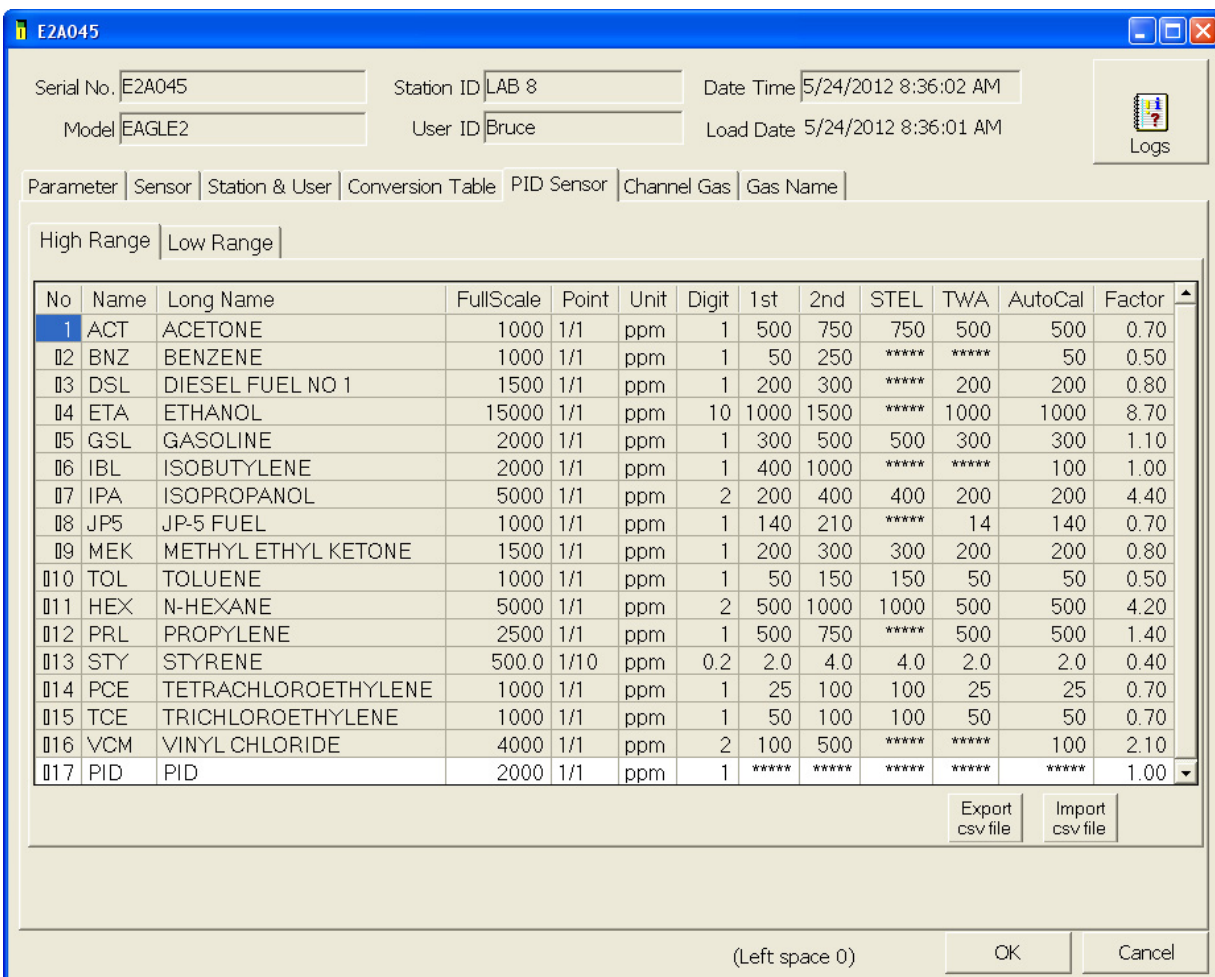 E2A045
Serial No. E2A045 Station ID LAB 8 Date Time 5/24/2012 8:36:02 AM
Model EAGLE2 User ID Bruce Load Date 5/24/2012 8:36:01 AM
Logs
Parameter Sensor Station & User Conversion Table PID Sensor Channel Gas Gas Name
High Range Low Range
No Name Long Name FullScale Point Unit Digit 1st 2nd STEL TWA AutoCal Factor
1 ACT ACETONE 1000 1/1 ppm 1 500 750 750 500 500 0.70
02 BNZ BENZENE 1000 1/1 ppm 1 50 250 ***** ***** 50 0.50
03 DSL DIESEL FUEL NO 1 1500 1/1 ppm 1 200 300 ***** 200 200 0.80
04 ETA ETHANOL 15000 1/1 ppm 10 1000 1500 ***** 1000 1000 8.70
05 GSL GASOLINE 2000 1/1 ppm 1 300 500 500 300 300 1.10
06 IBL ISOBUTYLENE 2000 1/1 ppm 1 400 1000 ***** ***** 100 1.00
07 IPA ISOPROPANOL 5000 1/1 ppm 2 200 400 400 200 200 4.40
08 JP5 JP-5 FUEL 1000 1/1 ppm 1 140 210 ***** 14 140 0.70
09 MEK METHYL ETHYL KETONE 1500 1/1 ppm 1 200 300 300 200 200 0.80
010 TOL TOLUENE 1000 1/1 ppm 1 50 150 150 50 50 0.50
011 HEX N-HEXANE 5000 1/1 ppm 2 500 1000 1000 500 500 4.20
012 PRL PROPYLENE 2500 1/1 ppm 1 500 750 ***** 500 500 1.40
013 STY STYRENE 500.0 1/10 ppm 0.2 2.0 4.0 4.0 2.0 2.0 0.40
014 PCE TETRACHLOROETHYLENE 1000 1/1 ppm 1 25 100 100 25 25 0.70
015 TCE TRICHLOROETHYLENE 1000 1/1 ppm 1 50 100 100 50 50 0.70
016 VCM VINYL CHLORIDE 4000 1/1 ppm 2 100 500 ***** ***** 100 2.10
017 PID PID 2000 1/1 ppm 1 ***** ***** ***** ***** ***** 1.00
Export Import
csv file csv file
(Left space 0) OK Cancel